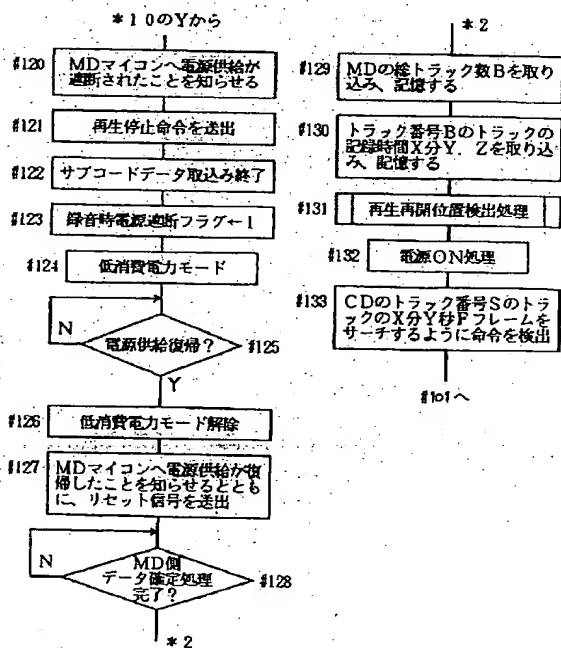 *10のYから
#120
MDマイコンへ電源供給が
遮断されたことを知らせる
#121
再生停止命令を送出
#122
サブコードデータ取込み終了
#123
録音時電源遮断フラグ←1
#124
低消費電力モード
N
電源供給復帰?
#125
Y
#126
低消費電力モード解除
#127
MDマイコンへ電源供給が復
帰したことを知らせるととも
に、リセット信号を送出
N
MD側
データ確定処理
完了?
#128
*2
*2
#129
MDの総トラック数Bを取り
込み、記憶する
#130
トラック番号Bのトラックの
記録時間X分Y.Zを取り込
み、記憶する
#131
再生再開位置検出処理
#132
電源ON処理
#133
CDのトラック番号Sのトラ
ックのX分Y秒Fフレームを
サーチするように命令を検出
#101へ